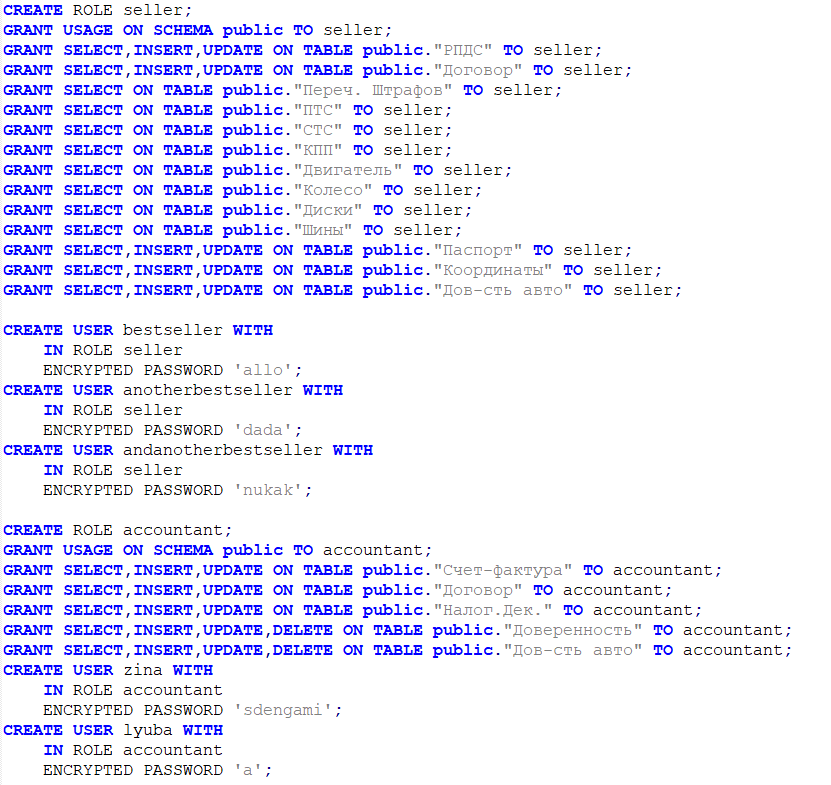 CREATE ROLE seller;
GRANT USAGE ON SCHEMA public TO seller;
GRANT SELECT,INSERT,UPDATE ON TABLE public."РПДС" TO seller;
GRANT SELECT,INSERT,UPDATE ON TABLE public."Договор" TO seller;
GRANT SELECT ON TABLE public."Переч. Штрафов" TO seller;
GRANT SELECT ON TABLE public."ПТС" TO seller;
GRANT SELECT ON TABLE public."СТС" TO seller;
GRANT SELECT ON TABLE public."КПП" TO seller;
GRANT SELECT ON TABLE public."Двигатель" TO seller;
GRANT SELECT ON TABLE public."Колесо" TO seller;
GRANT SELECT ON TABLE public."Диски" TO seller;
GRANT SELECT ON TABLE public."Шины" TO seller;
GRANT SELECT,INSERT,UPDATE ON TABLE public."Паспорт" TO seller;
GRANT SELECT,INSERT,UPDATE ON TABLE public."Координаты" TO seller;
GRANT SELECT,INSERT,UPDATE ON TABLE public."Дов-сть авто" TO seller;

CREATE USER bestseller WITH
    IN ROLE seller
    ENCRYPTED PASSWORD 'allo';
CREATE USER anotherbestseller WITH
    IN ROLE seller
    ENCRYPTED PASSWORD 'dada';
CREATE USER andanotherbestseller WITH
    IN ROLE seller
    ENCRYPTED PASSWORD 'nukak';

CREATE ROLE accountant;
GRANT USAGE ON SCHEMA public TO accountant;
GRANT SELECT,INSERT,UPDATE ON TABLE public."Счет-фактура" TO accountant;
GRANT SELECT,INSERT,UPDATE ON TABLE public."Договор" TO accountant;
GRANT SELECT,INSERT,UPDATE ON TABLE public."Налог.Дек." TO accountant;
GRANT SELECT,INSERT,UPDATE,DELETE ON TABLE public."Доверенность" TO accountant;
GRANT SELECT,INSERT,UPDATE,DELETE ON TABLE public."Дов-сть авто" TO accountant;
CREATE USER zina WITH
    IN ROLE accountant
    ENCRYPTED PASSWORD 'sdengami';
CREATE USER lyuba WITH
    IN ROLE accountant
    ENCRYPTED PASSWORD 'a';